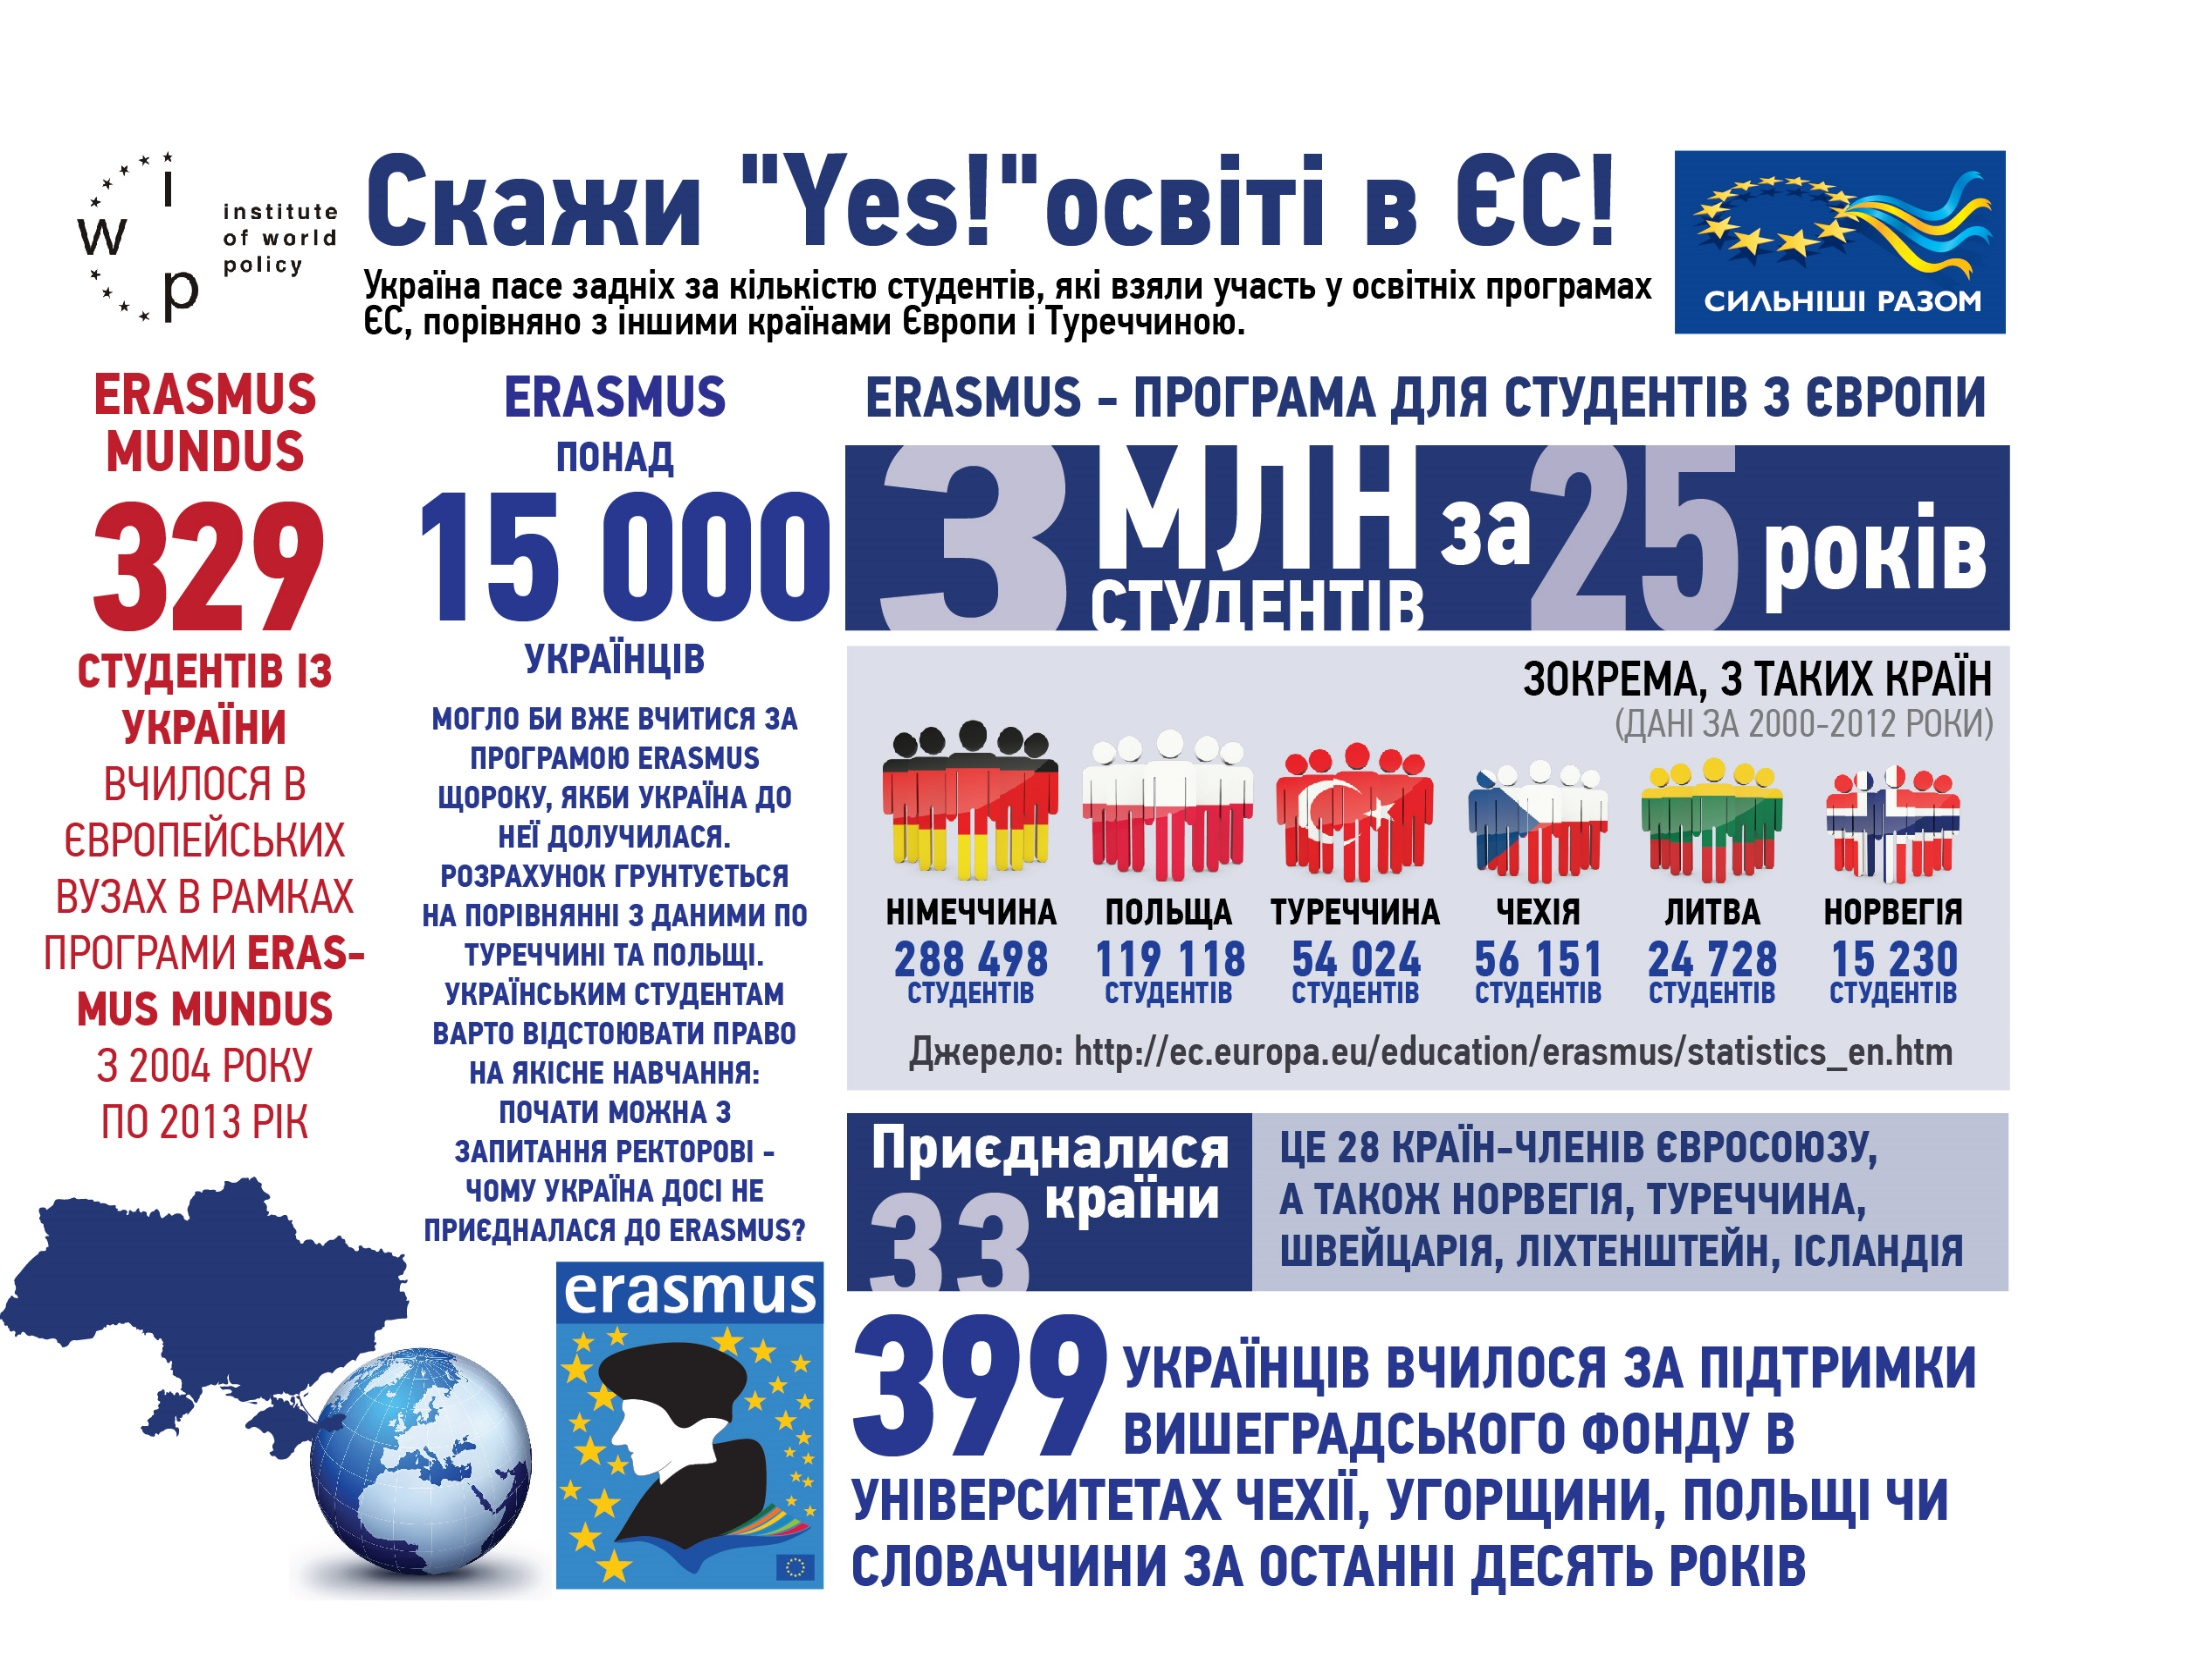 i
w
p
institute
of world
policy
Скажи "Yes!"освіті в ЄС!
Україна пасе задніх за кількістю студентів, які взяли участь у освітніх програмах
ЄС, порівняно з іншими країнами Європи і Туреччиною.
СИЛЬНІШІ РАЗОМ
ERASMUS
MUNDUS
329
СТУДЕНТІВ ІЗ
УКРАЇНИ
ВЧИЛОСЯ В
ЄВРОПЕЙСЬКИХ
ВУЗАХ В РАМКАХ
ПРОГРАМИ ERAS-
MUS MUNDUS
З 2004 РОКУ
ПО 2013 РІК
ERASMUS
ПОНАД
15 000
УКРАЇНЦІВ
МОГЛО БИ ВЖЕ ВЧИТИСЯ ЗА
ПРОГРАМОЮ ERASMUS
ЩОРОКУ, ЯКБИ УКРАЇНА ДО
НЕЇ ДОЛУЧИЛАСЯ.
РОЗРАХУНОК ГРУНТУЄТЬСЯ
НА ПОРІВНЯННІ З ДАНИМИ ПО
ТУРЕЧЧИНІ ТА ПОЛЬЩІ.
УКРАЇНСЬКИМ СТУДЕНТАМ
ВАРТО ВІДСТОЮВАТИ ПРАВО
НА ЯКІСНЕ НАВЧАННЯ:
ПОЧАТИ МОЖНА З
ЗАПИТАННЯ РЕКТОРОВІ -
ЧОМУ УКРАЇНА ДОСІ НЕ
ПРИЄДНАЛАСЯ ДО ERASMUS?
erasmus
ERASMUS - ПРОГРАМА ДЛЯ СТУДЕНТІВ З ЄВРОПИ
3 МЛН СТУДЕНТІВ за 25 років
ЗОКРЕМА, З ТАКИХ КРАЇН
(ДАНІ ЗА 2000-2012 РОКИ)
НІМЕЧЧИНА ПОЛЬЩА ТУРЕЧЧИНА ЧЕХІЯ ЛИТВА НОРВЕГІЯ
288 498 119 118 54 024 56 151 24 728 15 230
СТУДЕНТІВ СТУДЕНТІВ СТУДЕНТІВ СТУДЕНТІВ СТУДЕНТІВ СТУДЕНТІВ
Джерело: http://ec.europa.eu/education/erasmus/statistics_en.htm
Приєдналися
33 країни
ЦЕ 28 КРАЇН-ЧЛЕНІВ ЄВРОСОЮЗУ,
А ТАКОЖ НОРВЕГІЯ, ТУРЕЧЧИНА,
ШВЕЙЦАРІЯ, ЛІХТЕНШТЕЙН, ІСЛАНДІЯ
399 УКРАЇНЦІВ ВЧИЛОСЯ ЗА ПІДТРИМКИ
ВИШЕГРАДСЬКОГО ФОНДУ В
УНІВЕРСИТЕТАХ ЧЕХІЇ, УГОРЩИНИ, ПОЛЬЩІ ЧИ
СЛОВАЧЧИНИ ЗА ОСТАННІ ДЕСЯТЬ РОКІВ